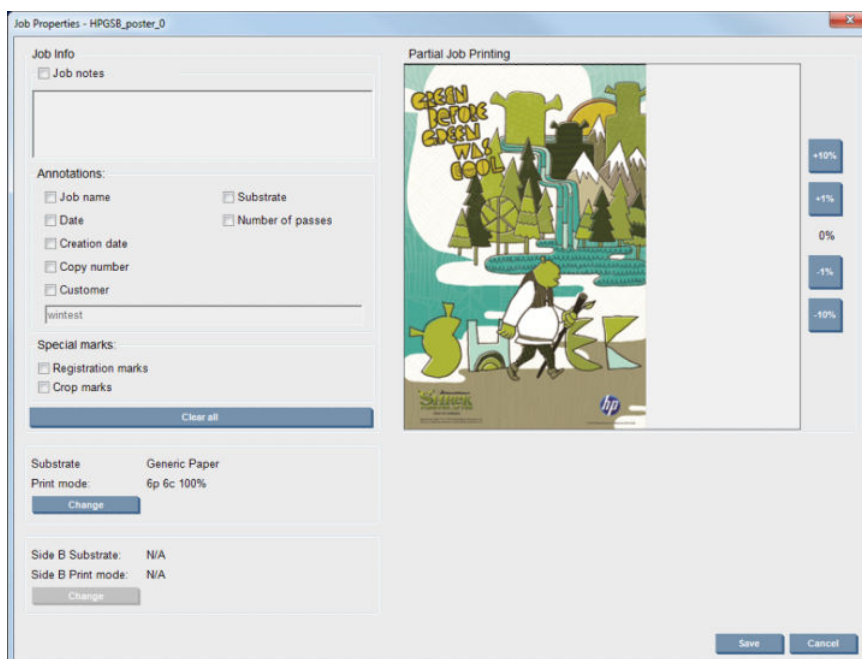 Job Properties - HPGSB_poster_0
Job Info
Job notes
Annotations:
Job name
Substrate
Date
Number of passes
Creation date
Copy number
Customer
wintest
Special marks:
Registration marks
Crop marks
Clear all
Substrate Generic Paper
Print mode: 6p 6c 100%
Change
Side B Substrate: N/A
Side B Print mode: N/A
Change
Partial Job Printing
GREEN
BEFORE
GREEN
WAS
COOL
SHREK
SHREK
hp
+10%
+1%
0%
-1%
-10%
Save Cancel